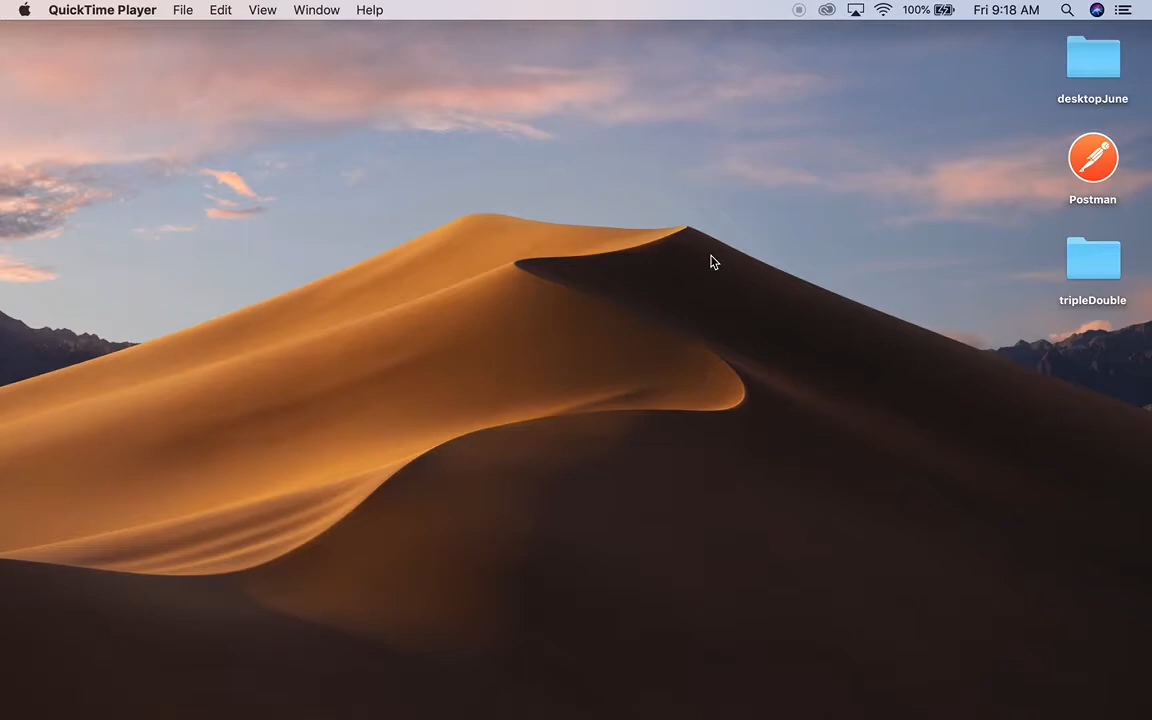 QuickTime Player File Edit View Window Help 100% Fri 9:18 AM
desktopJune
Postman
tripleDouble